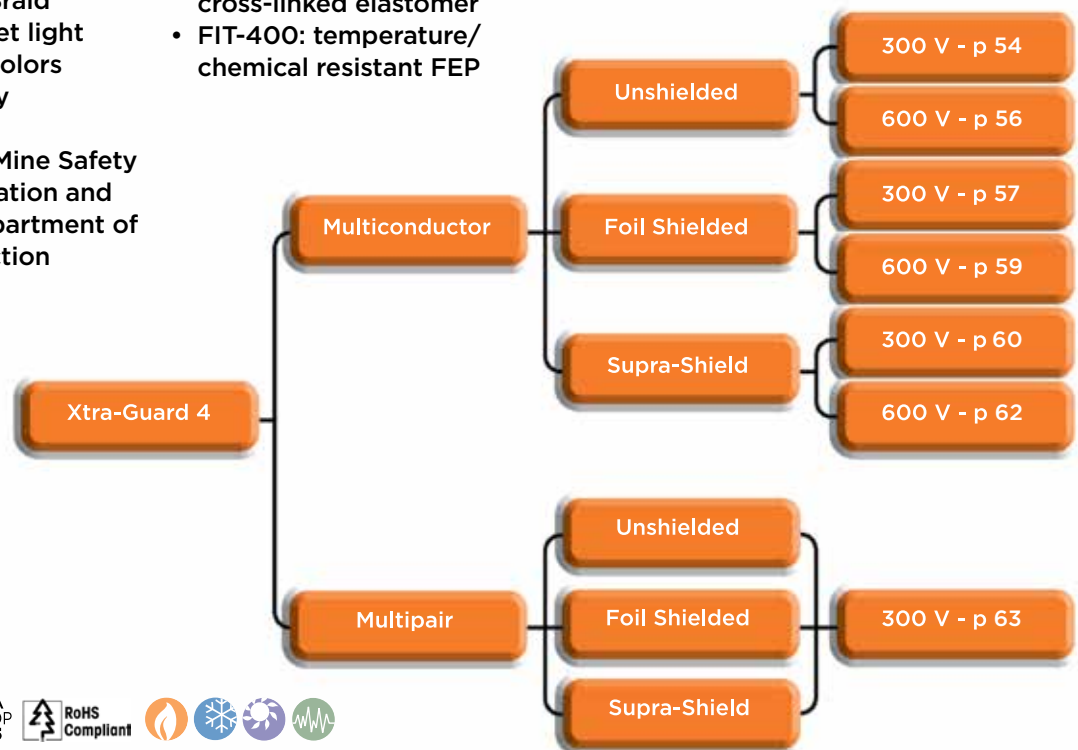 et light
olors
y
Mine Safety
ation and
partment of
ction
cross-linked elastomer
• FIT-400: temperature/
chemical resistant FEP
Xtra-Guard 4
Multiconductor
Unshielded
300 V - p 54
600 V - p 56
Foil Shielded
300 V - p 57
600 V - p 59
Supra-Shield
300 V - p 60
600 V - p 62
Multipair
Unshielded
Foil Shielded
Supra-Shield
300 V - p 63
RoHS
Compliant